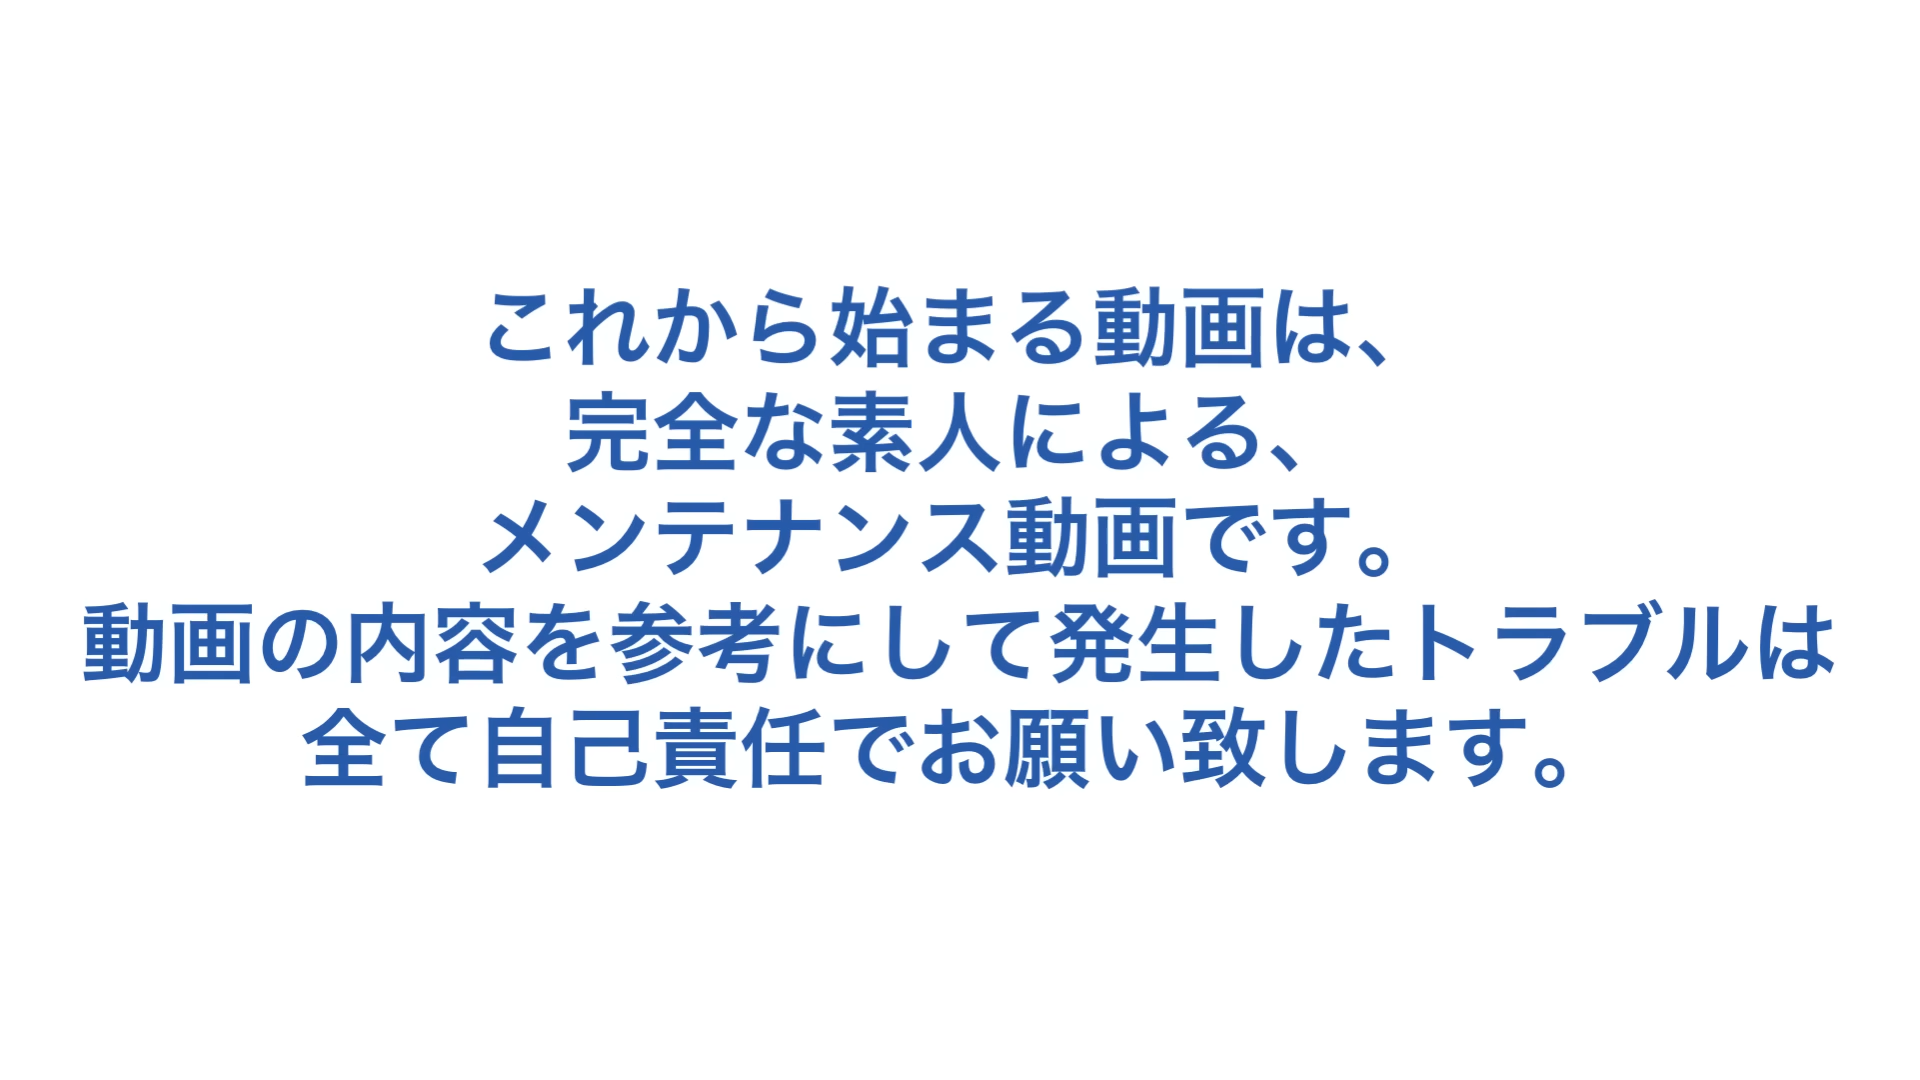 これから始まる動画は、
完全な素人による、
メンテナンス動画です。
動画の内容を参考にして発生したトラブルは
全て自己責任でお願い致します。